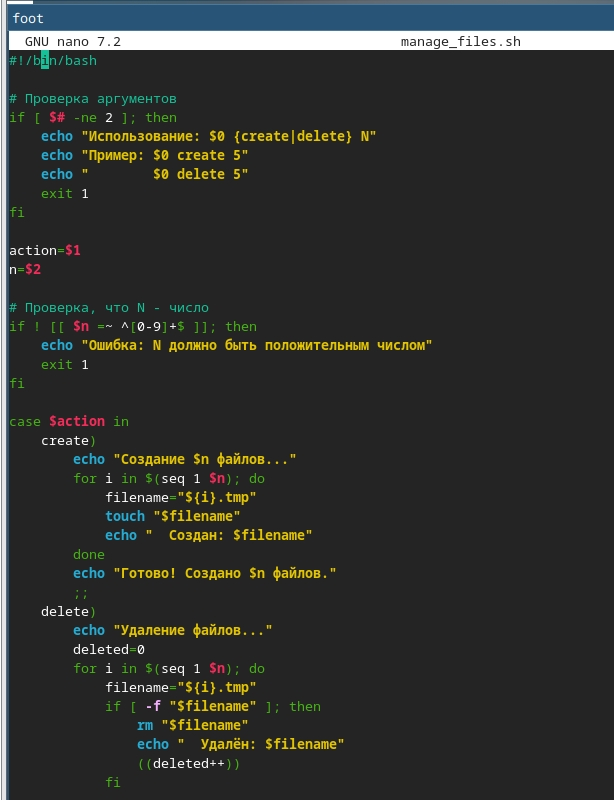 foot
GNU nano 7.2 manage_files.sh
#!/bin/bash
# Проверка аргументов
if [ $# -ne 2 ]; then
    echo "Использование: $0 {create|delete} N"
    echo "Пример: $0 create 5"
    echo "        $0 delete 5"
    exit 1
fi
action=$1
n=$2
# Проверка, что N - число
if ! [[ $n =~ ^[0-9]+$ ]]; then
    echo "Ошибка: N должно быть положительным числом"
    exit 1
fi
case $action in
    create)
        echo "Создание $n файлов..."
        for i in $(seq 1 $n); do
            filename="${i}.tmp"
            touch "$filename"
            echo "  Создан: $filename"
        done
        echo "Готово! Создано $n файлов."
        ;;
    delete)
        echo "Удаление файлов..."
        deleted=0
        for i in $(seq 1 $n); do
            filename="${i}.tmp"
            if [ -f "$filename" ]; then
                rm "$filename"
                echo "  Удалён: $filename"
                ((deleted++))
            fi